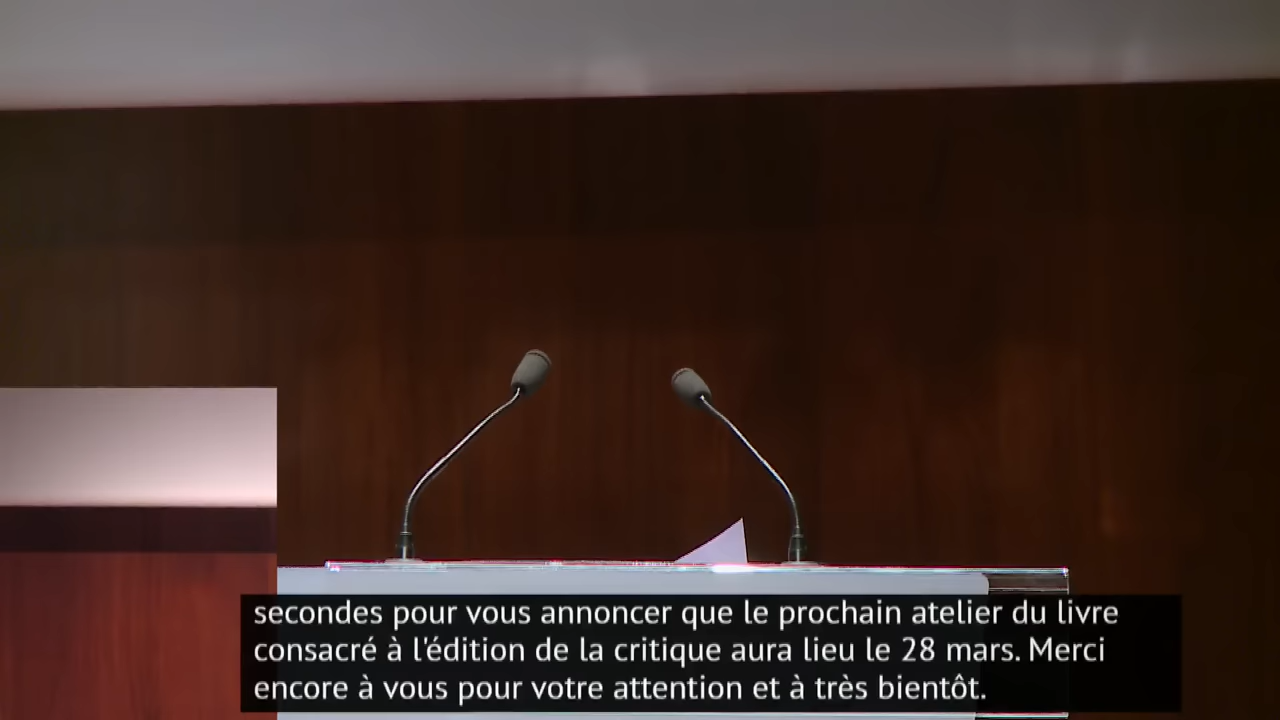 secondes pour vous annoncer que le prochain atelier du livre
consacré à l'édition de la critique aura lieu le 28 mars. Merci
encore à vous pour votre attention et à très bientôt.